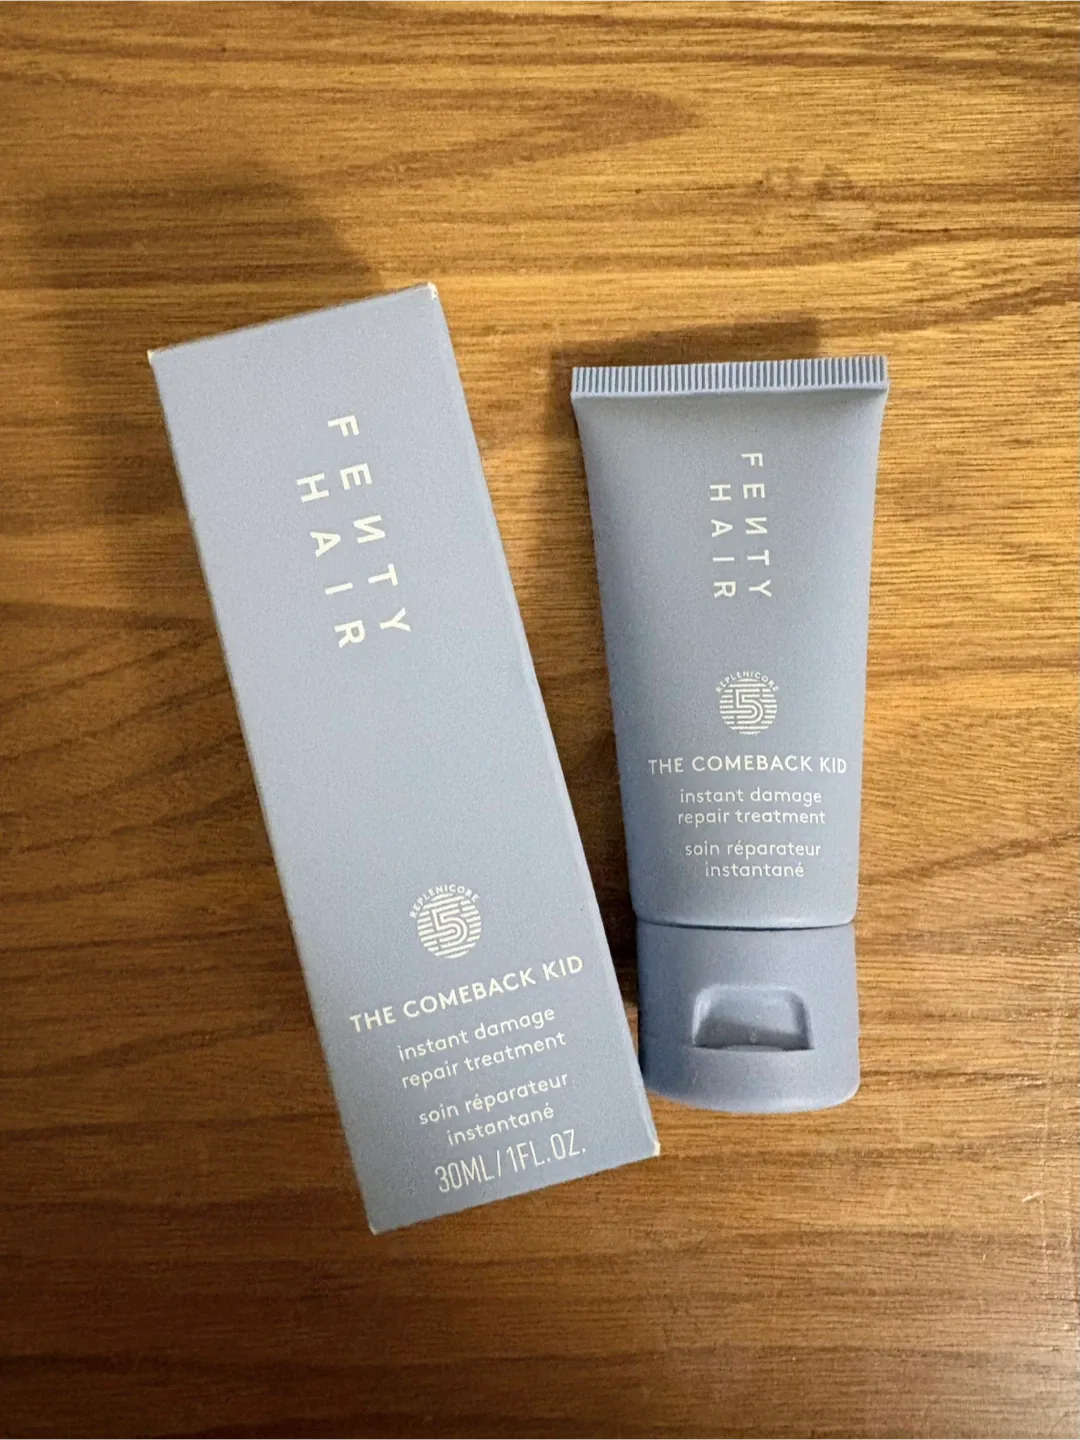 FENTY
HAIR
REPLENICORE
5
THE COMEBACK KID
instant damage
repair treatment
soin réparateur
instantané
30ML/1FL.OZ.
FENTY
HAIR
REPLENICORE
5
THE COMEBACK KID
instant damage
repair treatment
soin réparateur
instantané